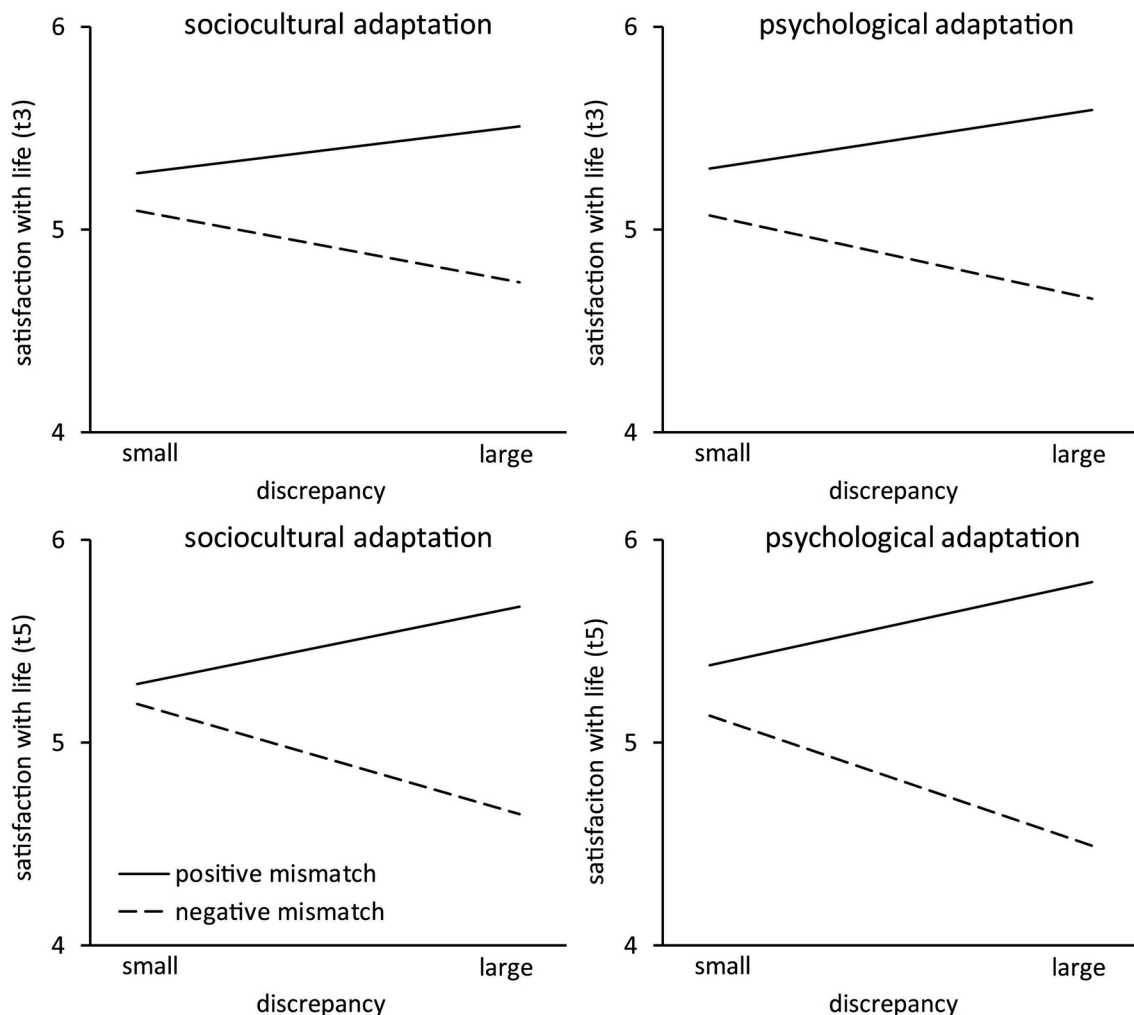 sociocultural adaptation
6
satisfaction with life (t3)
5
4
small large
discrepancy
psychological adaptation
6
satisfaction with life (t3)
5
4
small large
discrepancy
sociocultural adaptation
6
satisfaction with life (t5)
5
positive mismatch
negative mismatch
4
small large
discrepancy
psychological adaptation
6
satisfaciton with life (t5)
5
4
small large
discrepancy